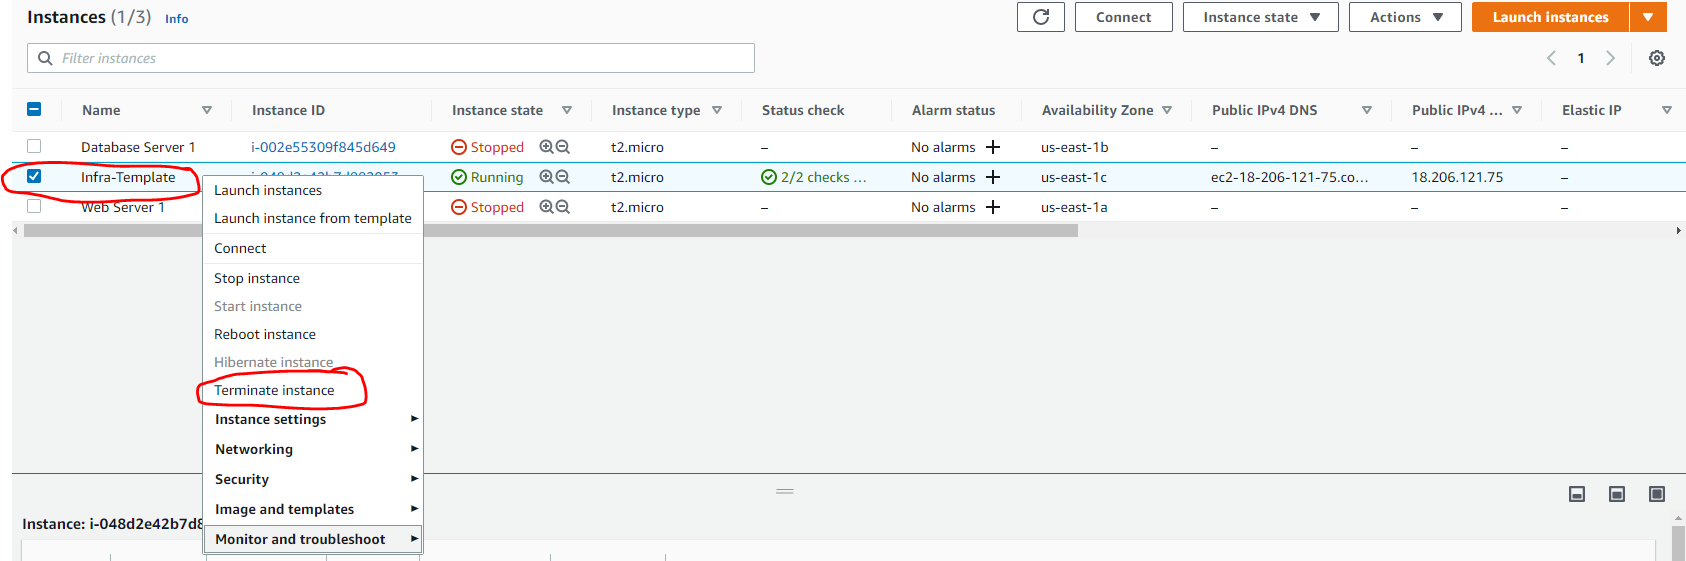 Instances (1/3) Info Connect Instance state Actions Launch instances
Filter instances 1
Name Instance ID Instance state Instance type Status check Alarm status Availability Zone Public IPv4 DNS Public IPv4 ... Elastic IP
Database Server 1 i-002e55309f845d649 Stopped t2.micro – No alarms + us-east-1b – – –
Infra-Template Running t2.micro 2/2 checks ... No alarms + us-east-1c ec2-18-206-121-75.co... 18.206.121.75 –
Web Server 1 Stopped t2.micro – No alarms + us-east-1a – – –
Launch instances
Launch instance from template
Connect
Stop instance
Start instance
Reboot instance
Hibernate instance
Terminate instance
Instance settings
Networking
Security
Image and templates
Monitor and troubleshoot
Instance: i-048d2e42b7d8